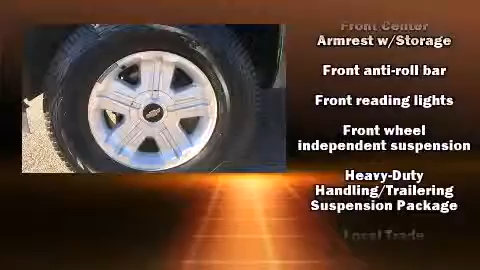 Front Center
Armrest w/Storage
Front anti-roll bar
Front reading lights
Front wheel
independent suspension
Heavy-Duty
Handling/Trailering
Suspension Package
Local Trade